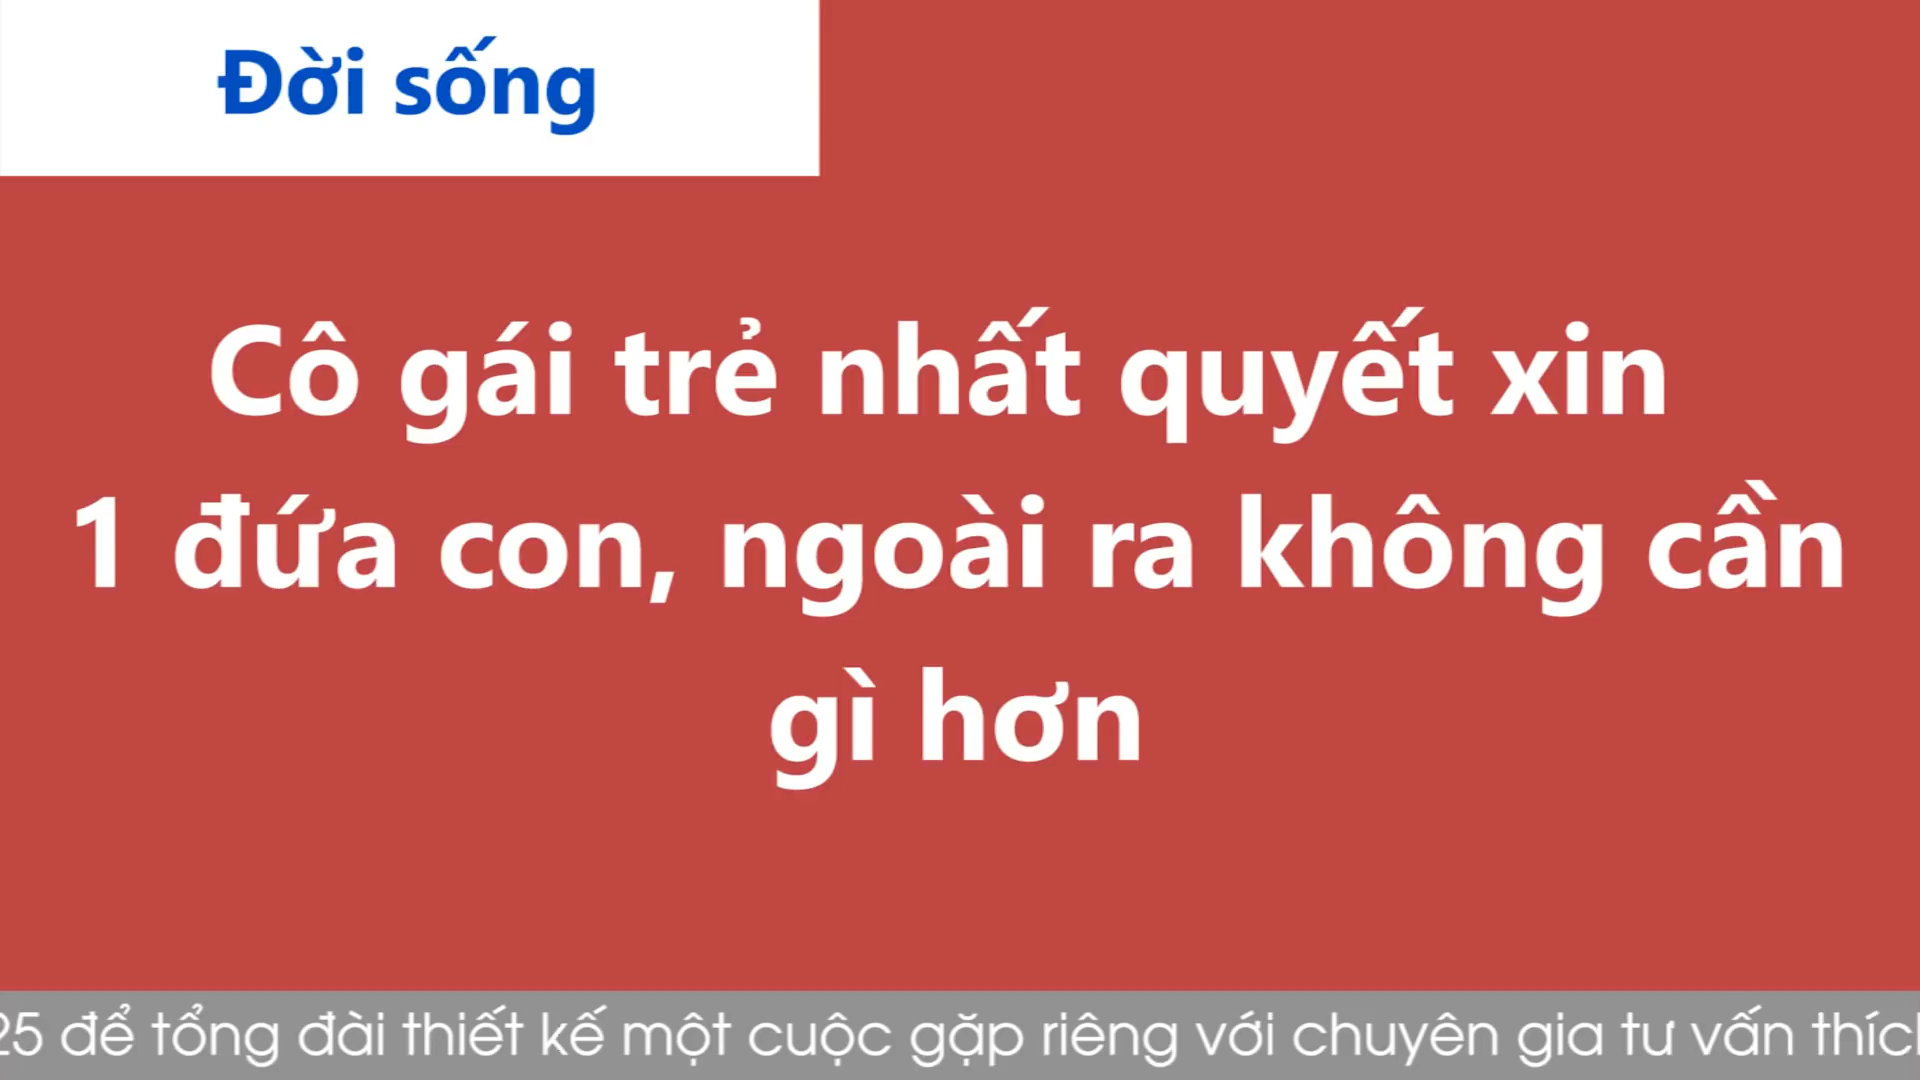 Đời sống
Cô gái trẻ nhất quyết xin
1 đứa con, ngoài ra không cần
gì hơn
25 để tổng đài thiết kế một cuộc gặp riêng với chuyên gia tư vấn